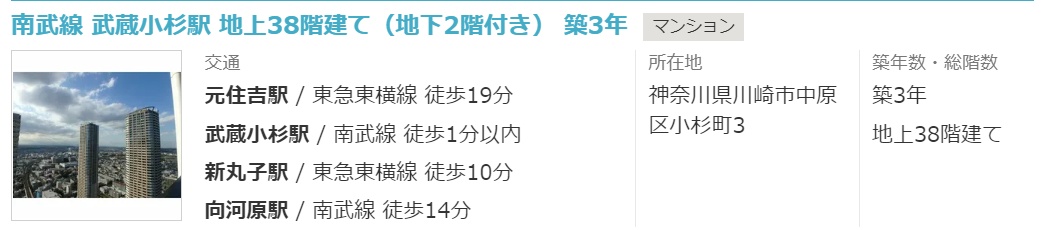 南武線 武蔵小杉駅 地上38階建て（地下2階付き） 築3年 マンション
交通
元住吉駅 / 東急東横線 徒歩19分
武蔵小杉駅 / 南武線 徒歩1分以内
新丸子駅 / 東急東横線 徒歩10分
向河原駅 / 南武線 徒歩14分
所在地
神奈川県川崎市中原
区小杉町3
築年数・総階数
築3年
地上38階建て